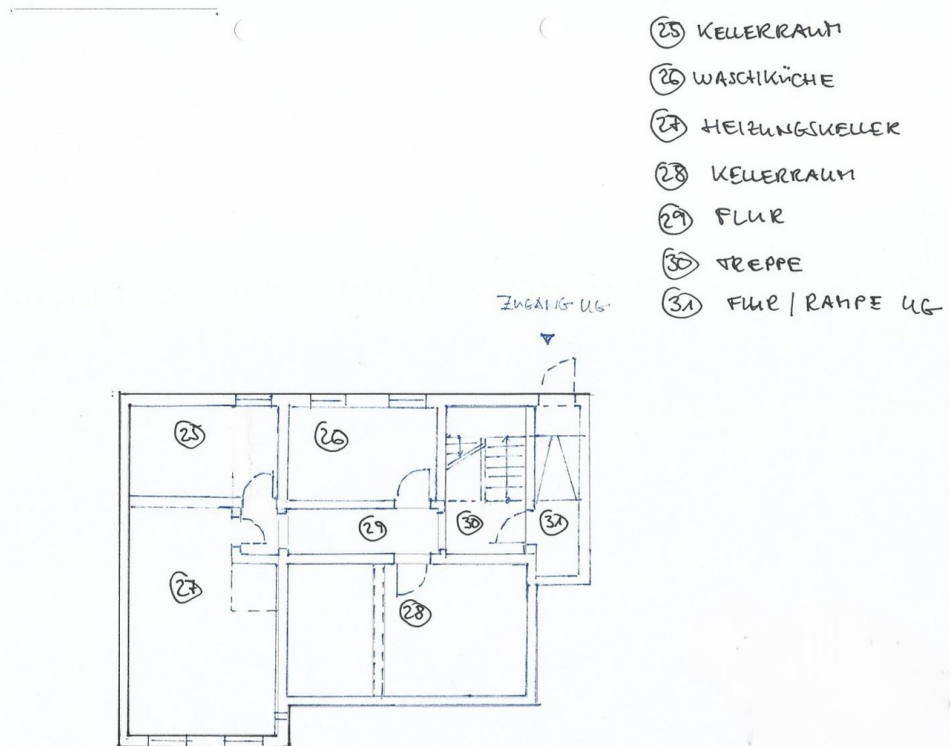 25 KELLERRAUM
26 WASCHKÜCHE
27 HEIZUNGSKELLER
28 KELLERRAUM
29 FLUR
30 TREPPE
31 FLUR / RAMPE UG
ZUGANG UG
25
26
29
30
31
27
28